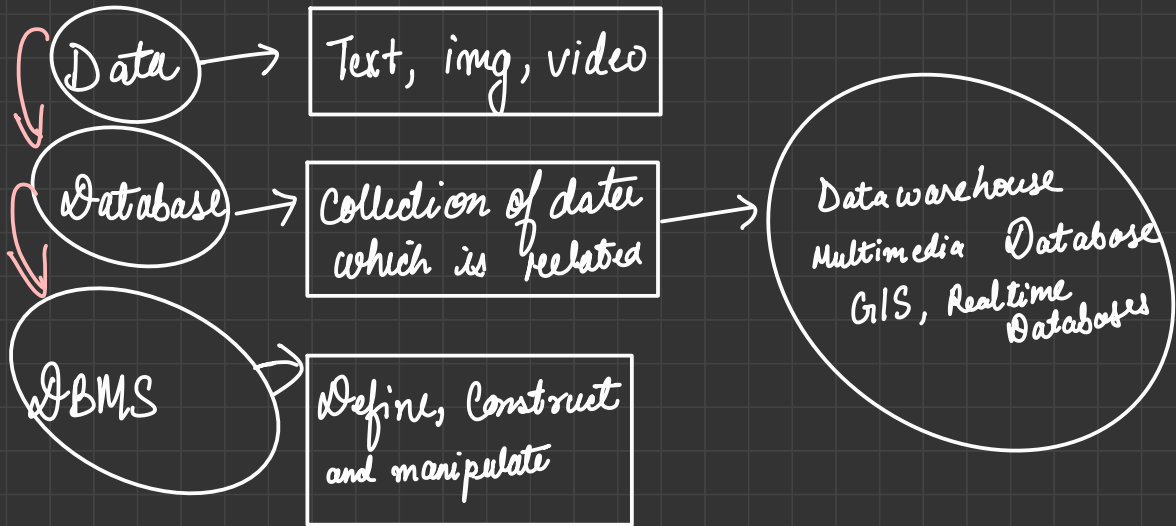 Data
Text, img, video
Database
Collection of data
which is related
Datawarehouse
Multimedia Database
GIS, Realtime
Databases
DBMS
Define, Construct
and manipulate